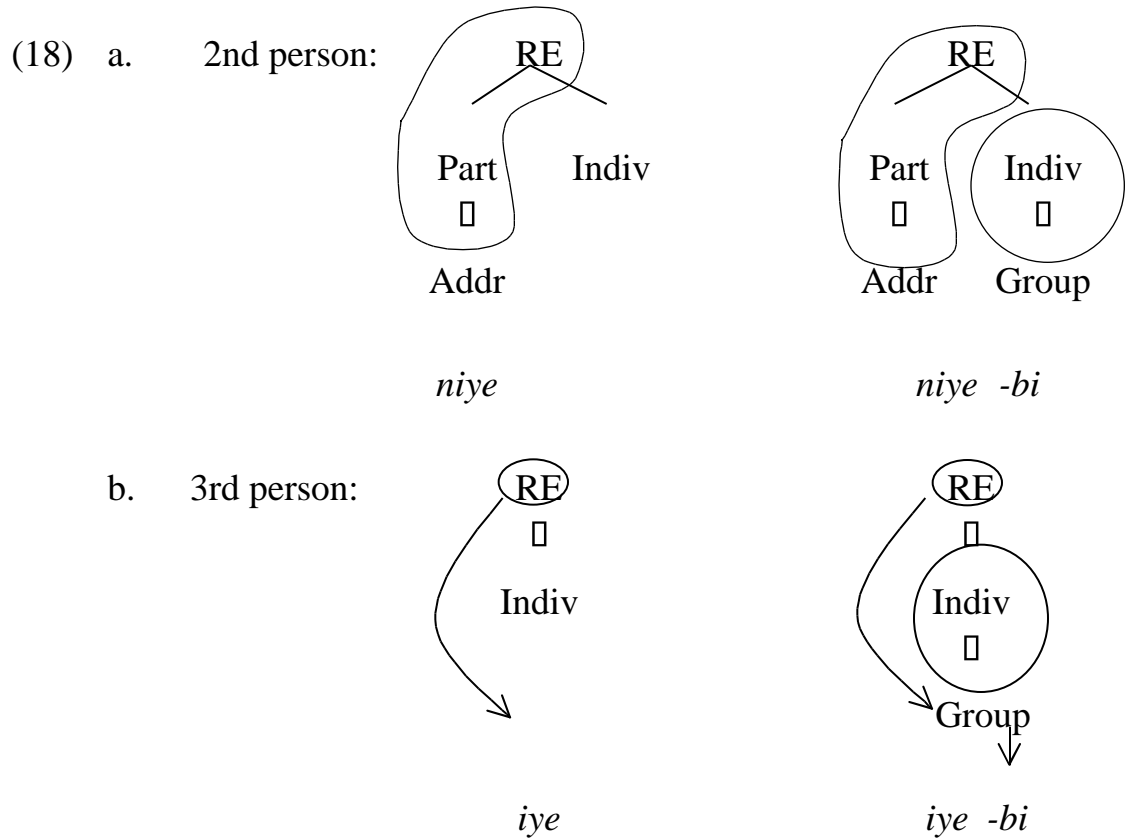 (18) a. 2nd person: RE RE
Part Indiv Part Indiv
▯ ▯ ▯
Addr Addr Group
niye niye -bi
b. 3rd person: RE RE
▯ ▯
Indiv Indiv
▯
Group
iye iye -bi